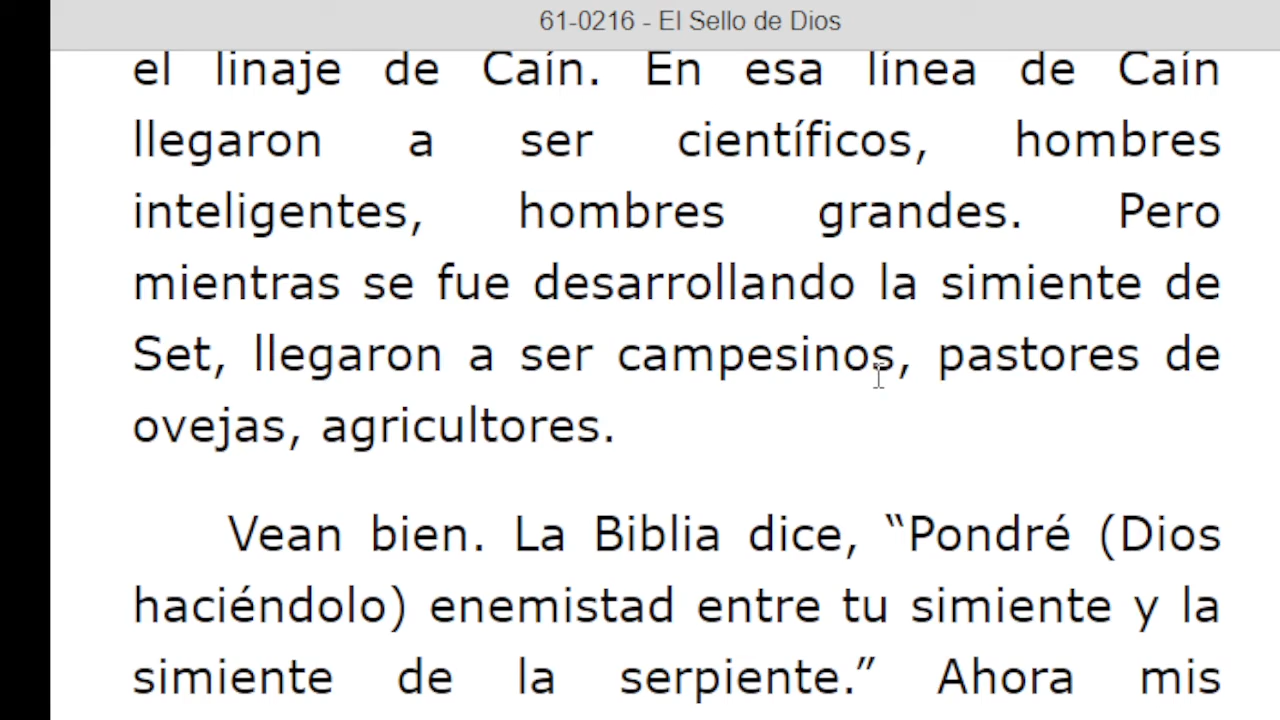 61-0216 - El Sello de Dios
el linaje de Caín. En esa línea de Caín
llegaron a ser científicos, hombres
inteligentes, hombres grandes. Pero
mientras se fue desarrollando la simiente de
Set, llegaron a ser campesinos, pastores de
ovejas, agricultores.
Vean bien. La Biblia dice, “Pondré (Dios
haciéndolo) enemistad entre tu simiente y la
simiente de la serpiente.” Ahora mis